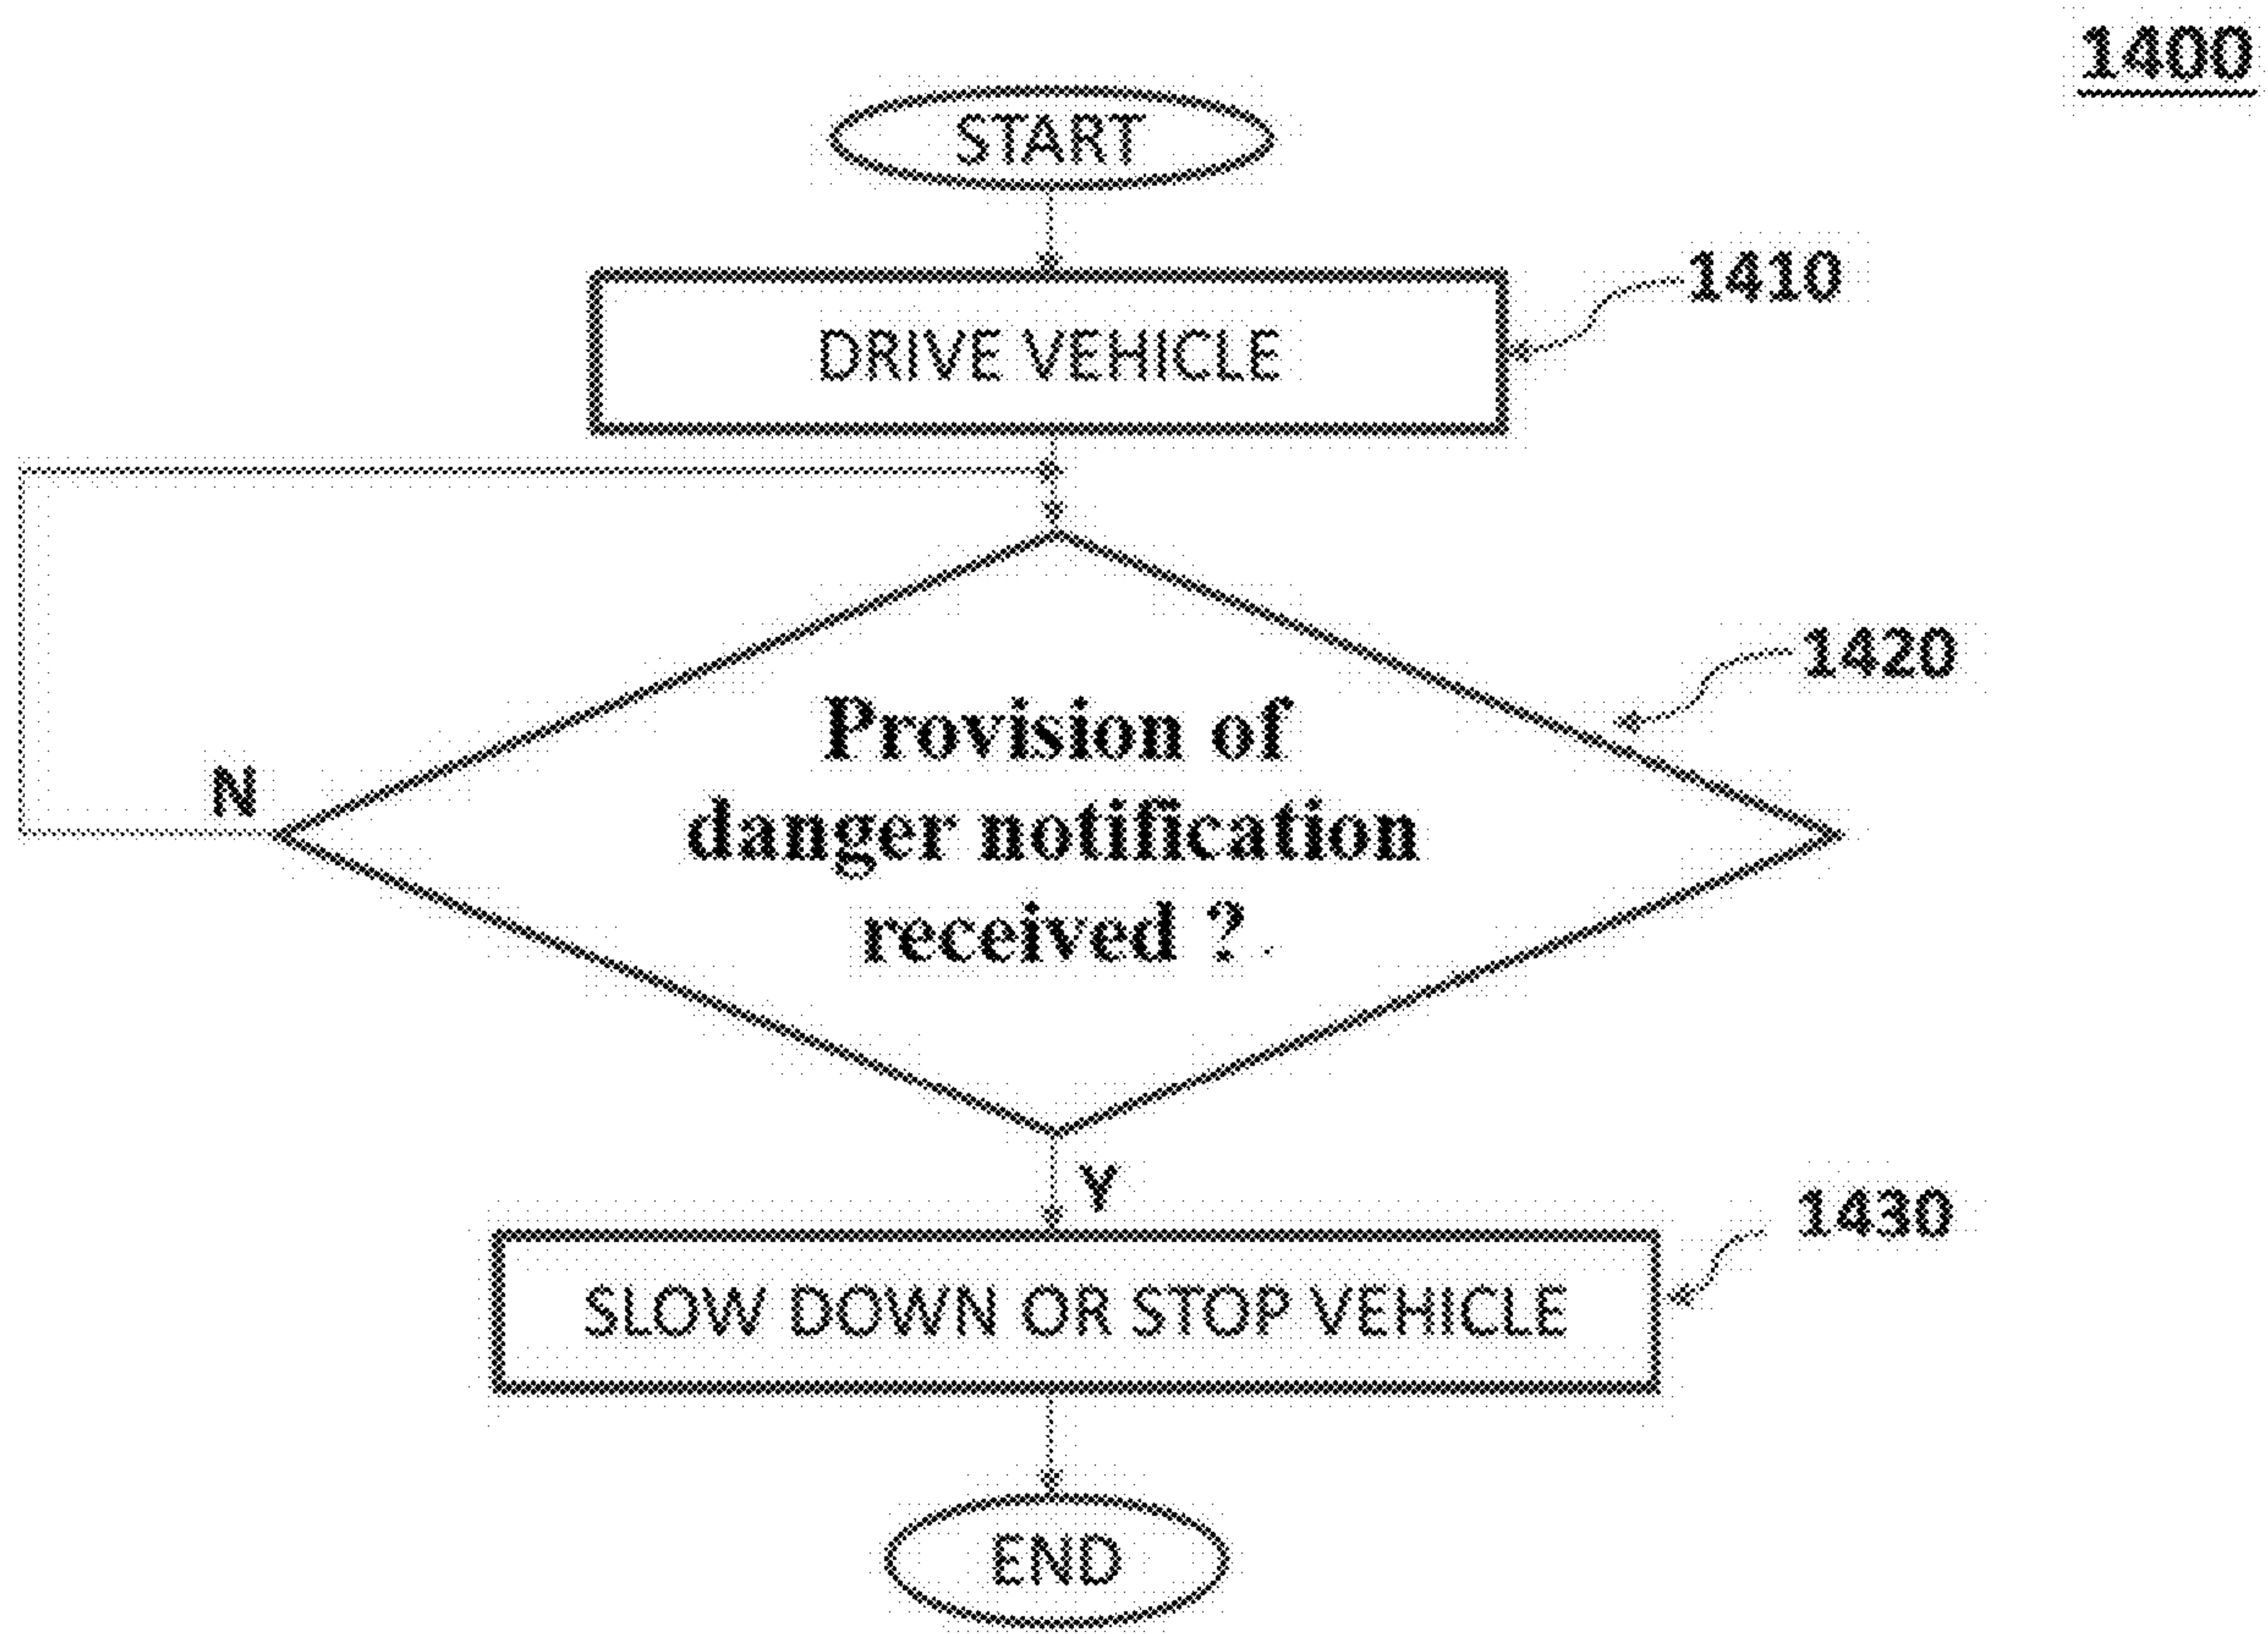 1400
START
1410
DRIVE VEHICLE
1420
Provision of
danger notification
received ?
N
Y
1430
SLOW DOWN OR STOP VEHICLE
END